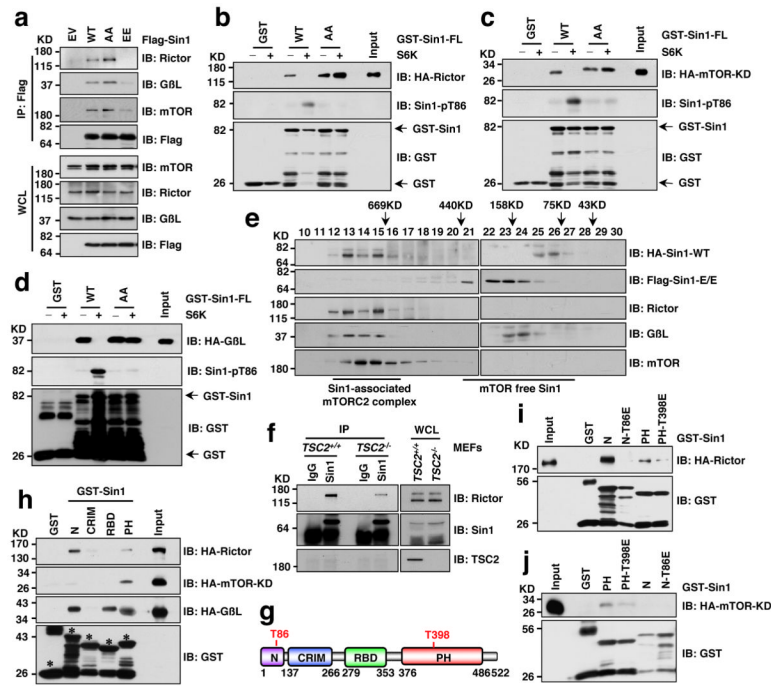 a
EV WT AA EE Flag-Sin1
KD
180
115
37
180
82
64
180
180
115
37
82
64
IP: Flag
WCL
IB: Rictor
IB: GβL
IB: mTOR
IB: Flag
IB: mTOR
IB: Rictor
IB: GβL
IB: Flag
b
GST WT AA Input GST-Sin1-FL
– + – + – + S6K
KD
180
115
82
82
26
IB: HA-Rictor
IB: Sin1-pT86
GST-Sin1
IB: GST
GST
c
GST WT AA Input GST-Sin1-FL
– + – + – + S6K
KD
34
26
82
82
26
IB: HA-mTOR-KD
IB: Sin1-pT86
GST-Sin1
IB: GST
GST
d
GST WT AA Input GST-Sin1-FL
– + – + – + S6K
KD
37
82
82
26
IB: HA-GβL
IB: Sin1-pT86
GST-Sin1
IB: GST
GST
e
669KD 440KD 158KD 75KD 43KD
10 11 12 13 14 15 16 17 18 19 20 21 22 23 24 25 26 27 28 29 30
KD
82
64
82
64
180
115
37
180
IB: HA-Sin1-WT
IB: Flag-Sin1-E/E
IB: Rictor
IB: GβL
IB: mTOR
Sin1-associated
mTORC2 complex
mTOR free Sin1
f
IP WCL
TSC2+/+ TSC2-/- TSC2+/+ TSC2-/- MEFs
IgG Sin1 IgG Sin1
KD
180
115
64
180
IB: Rictor
IB: Sin1
IB: TSC2
g
T86 T398
N CRIM RBD PH
1 137 266 279 353 376 486 522
h
GST-Sin1
GST N CRIM RBD PH Input
KD
170
130
34
26
43
34
43
26
* * * * *
IB: HA-Rictor
IB: HA-mTOR-KD
IB: HA-GβL
IB: GST
i
Input GST N N-T86E PH PH-T398E GST-Sin1
KD
170
56
26
IB: HA-Rictor
IB: GST
j
Input GST PH PH-T398E N N-T86E GST-Sin1
KD
34
26
56
26
IB: HA-mTOR-KD
IB: GST